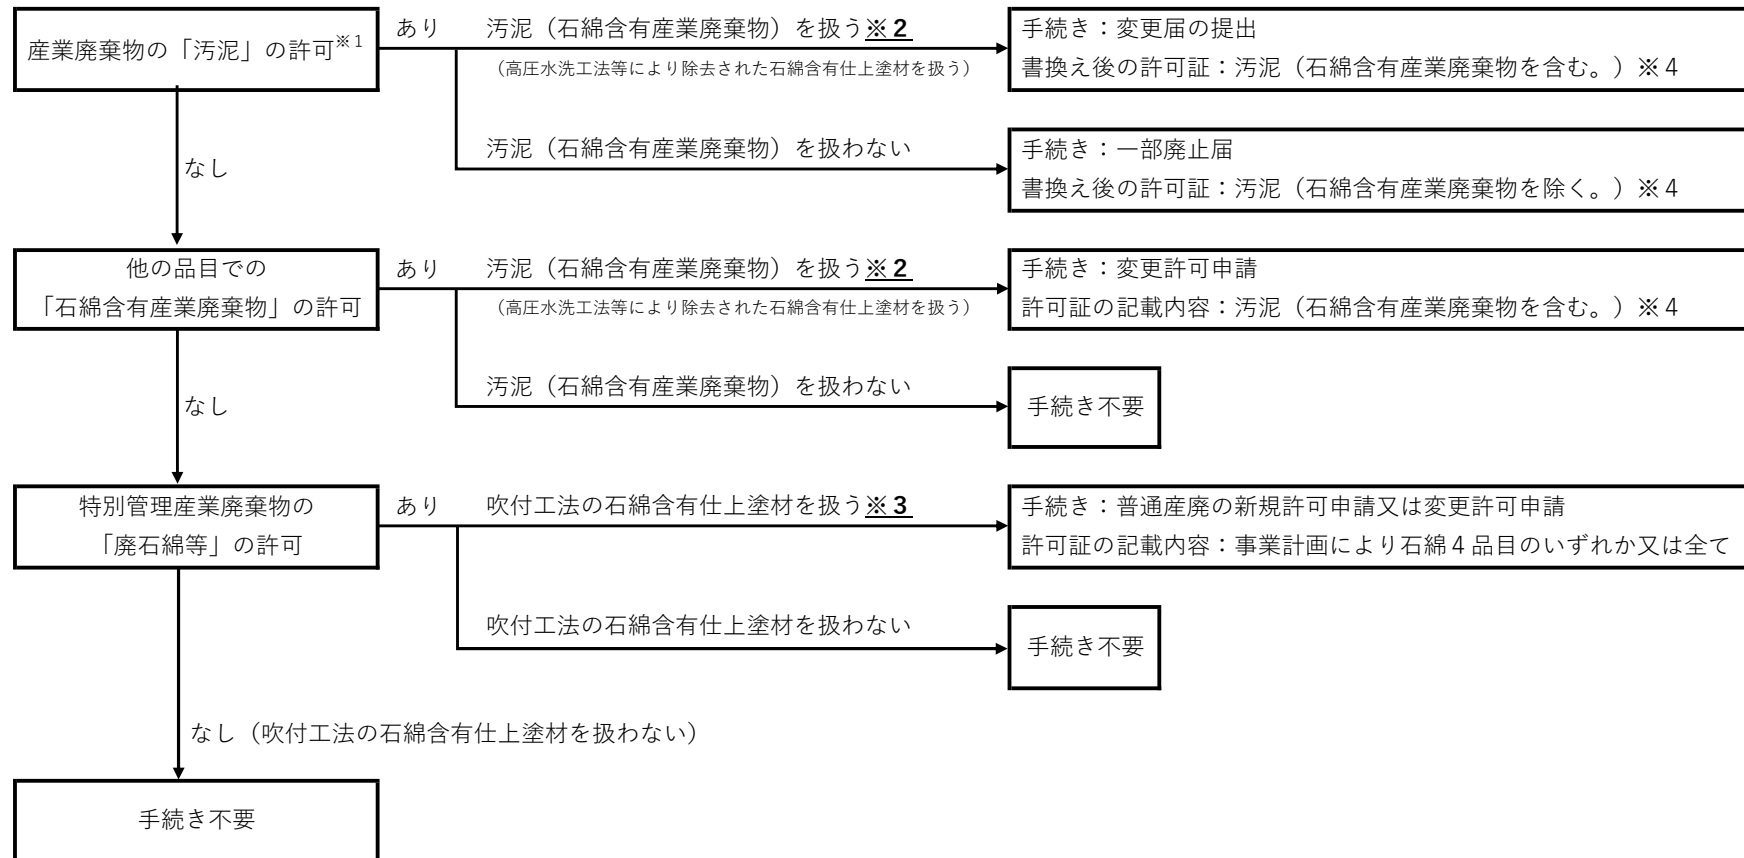 産業廃棄物の「汚泥」の許可※1
あり
汚泥（石綿含有産業廃棄物）を扱う※２
（高圧水洗工法等により除去された石綿含有仕上塗材を扱う）
手続き：変更届の提出
書換え後の許可証：汚泥（石綿含有産業廃棄物を含む。）※４
汚泥（石綿含有産業廃棄物）を扱わない
手続き：一部廃止届
書換え後の許可証：汚泥（石綿含有産業廃棄物を除く。）※４
なし
他の品目での
「石綿含有産業廃棄物」の許可
あり
汚泥（石綿含有産業廃棄物）を扱う※２
（高圧水洗工法等により除去された石綿含有仕上塗材を扱う）
手続き：変更許可申請
許可証の記載内容：汚泥（石綿含有産業廃棄物を含む。）※４
汚泥（石綿含有産業廃棄物）を扱わない
手続き不要
なし
特別管理産業廃棄物の
「廃石綿等」の許可
あり
吹付工法の石綿含有仕上塗材を扱う※３
手続き：普通産廃の新規許可申請又は変更許可申請
許可証の記載内容：事業計画により石綿４品目のいずれか又は全て
吹付工法の石綿含有仕上塗材を扱わない
手続き不要
なし（吹付工法の石綿含有仕上塗材を扱わない）
手続き不要